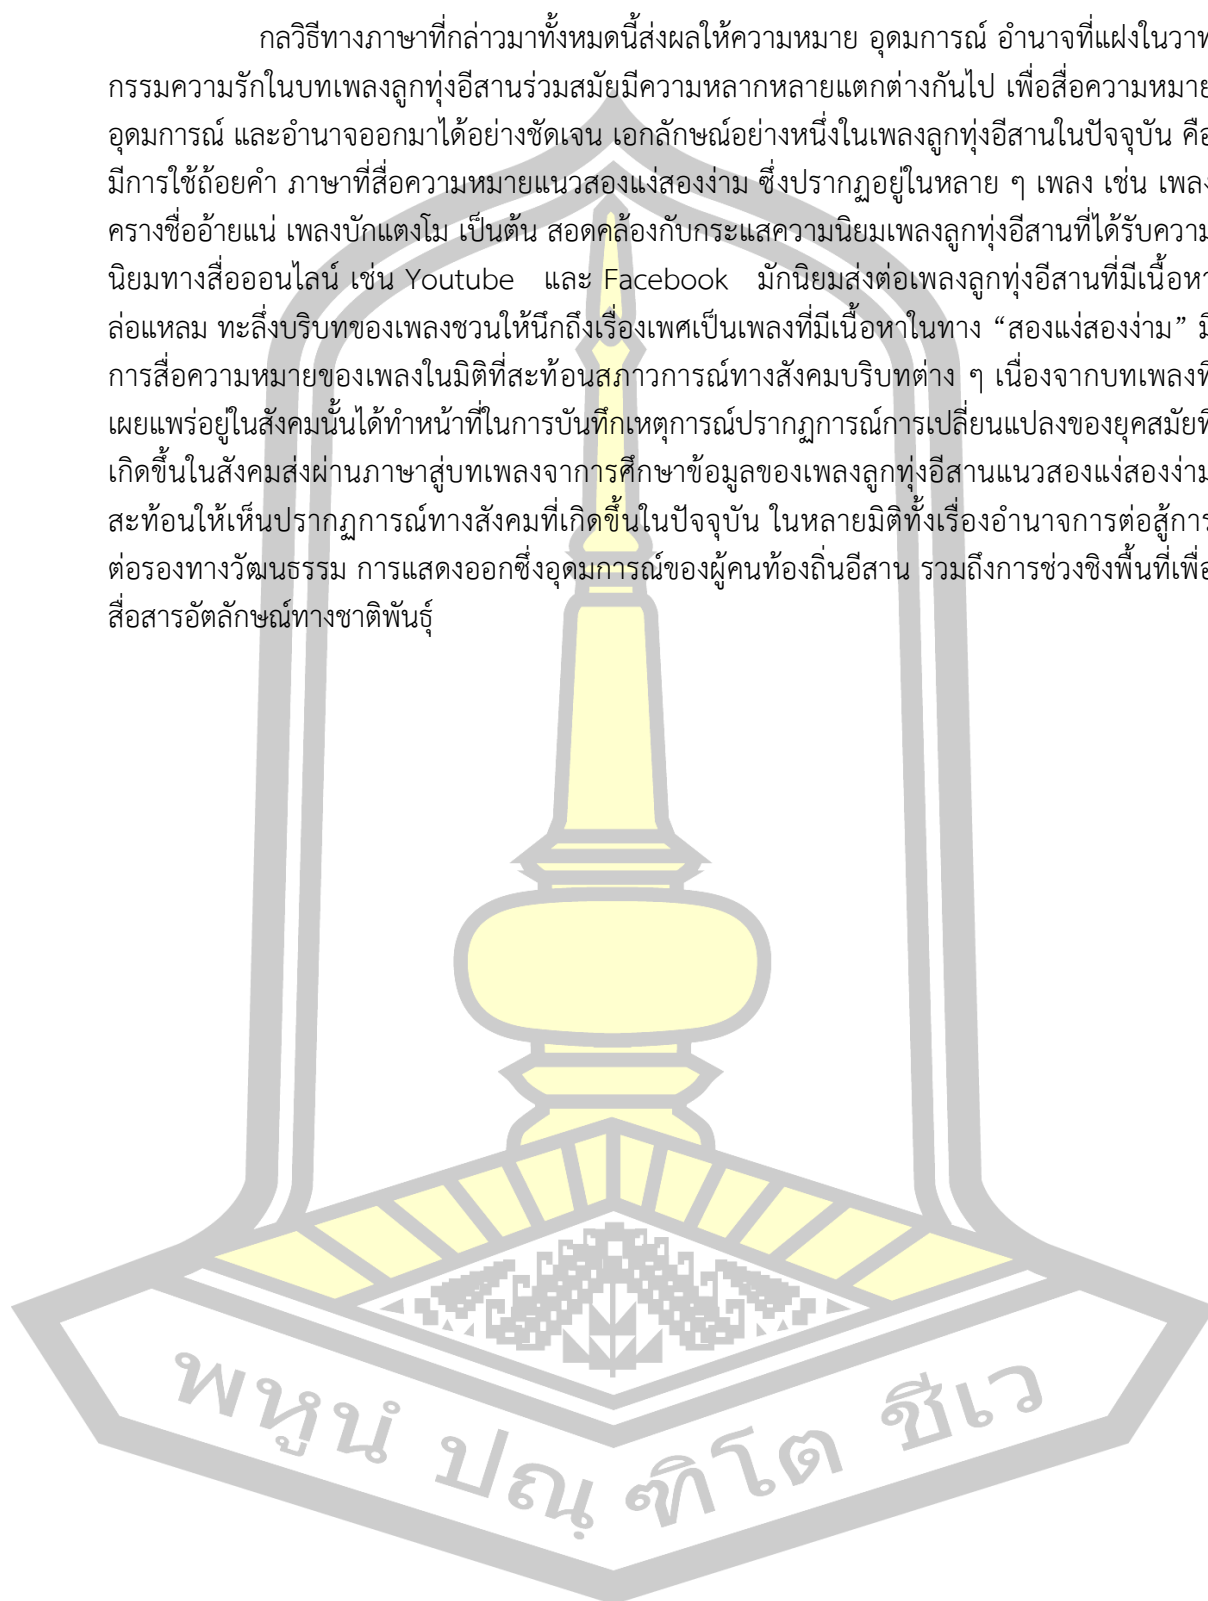 กลวิธีทางภาษาที่กล่าวมาทั้งหมดนี้ส่งผลให้ความหมาย อุดมการณ์ อำนาจที่แฝงในวาท
กรรมความรักในบทเพลงลูกทุ่งอีสานร่วมสมัยมีความหลากหลายแตกต่างกันไป เพื่อสื่อความหมาย
อุดมการณ์ และอำนาจออกมาได้อย่างชัดเจน เอกลักษณ์อย่างหนึ่งในเพลงลูกทุ่งอีสานในปัจจุบัน คือ
มีการใช้ถ้อยคำ ภาษาที่สื่อความหมายแนวสองแง่สองง่าม ซึ่งปรากฏอยู่ในหลาย ๆ เพลง เช่น เพลง
ครางชื่ออ้ายแน่ เพลงบักแตงโม เป็นต้น สอดคล้องกับกระแสความนิยมเพลงลูกทุ่งอีสานที่ได้รับความ
นิยมทางสื่อออนไลน์ เช่น Youtube และ Facebook มักนิยมส่งต่อเพลงลูกทุ่งอีสานที่มีเนื้อหา
ล่อแหลม ทะลึ่งบริบทของเพลงชวนให้นึกถึงเรื่องเพศเป็นเพลงที่มีเนื้อหาในทาง “สองแง่สองง่าม” มี
การสื่อความหมายของเพลงในมิติที่สะท้อนสภาวการณ์ทางสังคมบริบทต่าง ๆ เนื่องจากบทเพลงที่
เผยแพร่อยู่ในสังคมนั้นได้ทำหน้าที่ในการบันทึกเหตุการณ์ปรากฏการณ์การเปลี่ยนแปลงของยุคสมัยที่
เกิดขึ้นในสังคมส่งผ่านภาษาสู่บทเพลงจาการศึกษาข้อมูลของเพลงลูกทุ่งอีสานแนวสองแง่สองง่าม
สะท้อนให้เห็นปรากฏการณ์ทางสังคมที่เกิดขึ้นในปัจจุบัน ในหลายมิติทั้งเรื่องอำนาจการต่อสู้การ
ต่อรองทางวัฒนธรรม การแสดงออกซึ่งอุดมการณ์ของผู้คนท้องถิ่นอีสาน รวมถึงการช่วงชิงพื้นที่เพื่อ
สื่อสารอัตลักษณ์ทางชาติพันธุ์
พหูนํ ปณฺฑิโต ชีเว